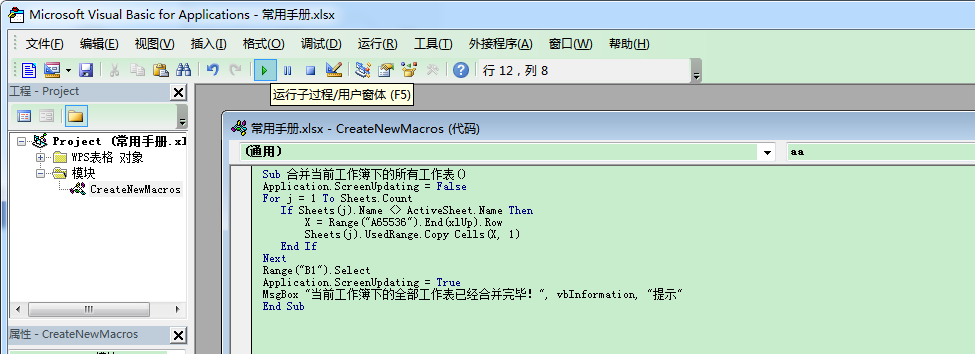 Microsoft Visual Basic for Applications - 常用手册.xlsx
文件(F) 编辑(E) 视图(V) 插入(I) 格式(O) 调试(D) 运行(R) 工具(T) 外接程序(A) 窗口(W) 帮助(H)
行 12，列 8
运行子过程/用户窗体 (F5)
工程 - Project
Project (常用手册.x
WPS表格 对象
模块
CreateNewMacros
属性 - CreateNewMacros
常用手册.xlsx - CreateNewMacros (代码)
(通用) aa
Sub 合并当前工作簿下的所有工作表()
Application.ScreenUpdating = False
For j = 1 To Sheets.Count
If Sheets(j).Name <> ActiveSheet.Name Then
X = Range("A65536").End(xlUp).Row
Sheets(j).UsedRange.Copy Cells(X, 1)
End If
Next
Range("B1").Select
Application.ScreenUpdating = True
MsgBox "当前工作簿下的全部工作表已经合并完毕！", vbInformation, "提示"
End Sub